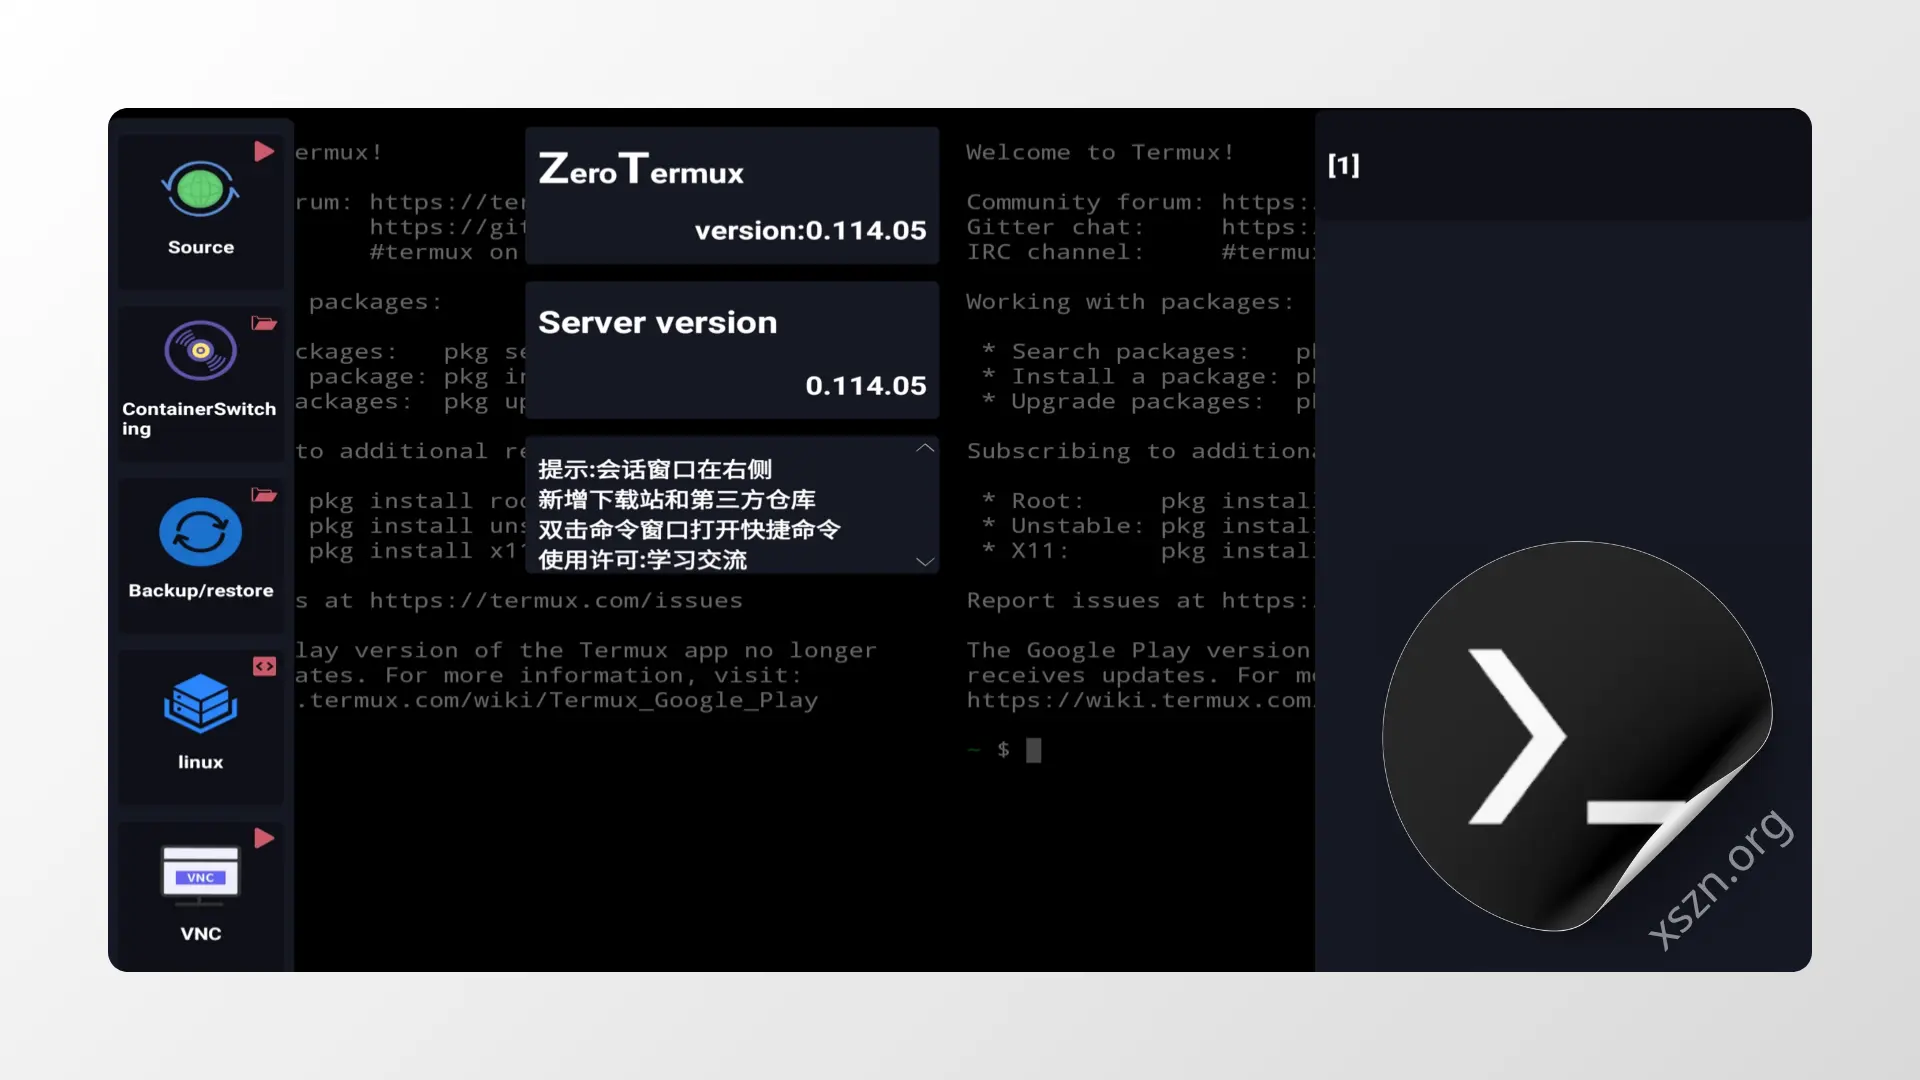 Source
ContainerSwitch
ing
Backup/restore
linux
VNC
VNC
ermux!
rum: https://ter
https://git
#termux on
packages:
ckages: pkg se
package: pkg in
ackages: pkg up
to additional re
pkg install roo
pkg install uns
pkg install x11
s at https://termux.com/issues
lay version of the Termux app no longer
ates. For more information, visit:
.termux.com/wiki/Termux_Google_Play
ZeroTermux
version:0.114.05
Server version
0.114.05
提示:会话窗口在右侧
新增下载站和第三方仓库
双击命令窗口打开快捷命令
使用许可:学习交流
Welcome to Termux!
Community forum: https:
Gitter chat: https:
IRC channel: #termu
Working with packages:
* Search packages: p
* Install a package: p
* Upgrade packages: p
Subscribing to addition
* Root: pkg instal
* Unstable: pkg instal
* X11: pkg instal
Report issues at https:
The Google Play version
receives updates. For m
https://wiki.termux.com
~ $
[1]
xszn.org